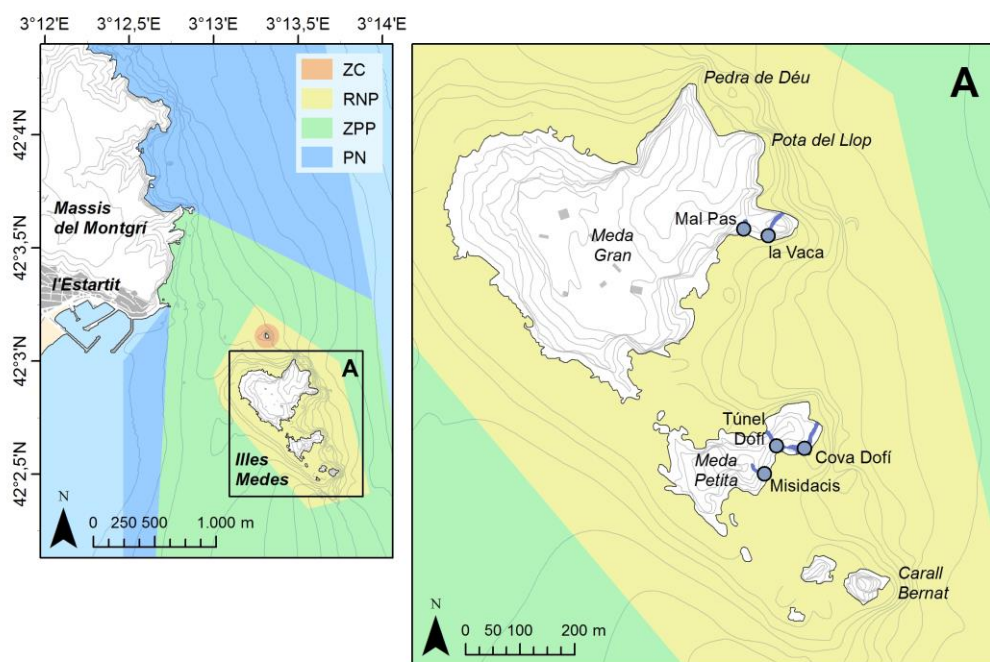 3°12'E
3°12,5'E
3°13'E
3°13,5'E
3°14'E
42°4'N
42°3,5'N
42°3'N
42°2,5'N
ZC
RNP
ZPP
PN
Massis
del Montgrí
l'Estartit
A
Illes
Medes
N
0 250 500 1.000 m
A
Pedra de Déu
Pota del Llop
Mal Pas
la Vaca
Meda
Gran
Túnel
Dofí
Cova Dofí
Meda
Petita
Misidacis
Carall
Bernat
N
0 50 100 200 m